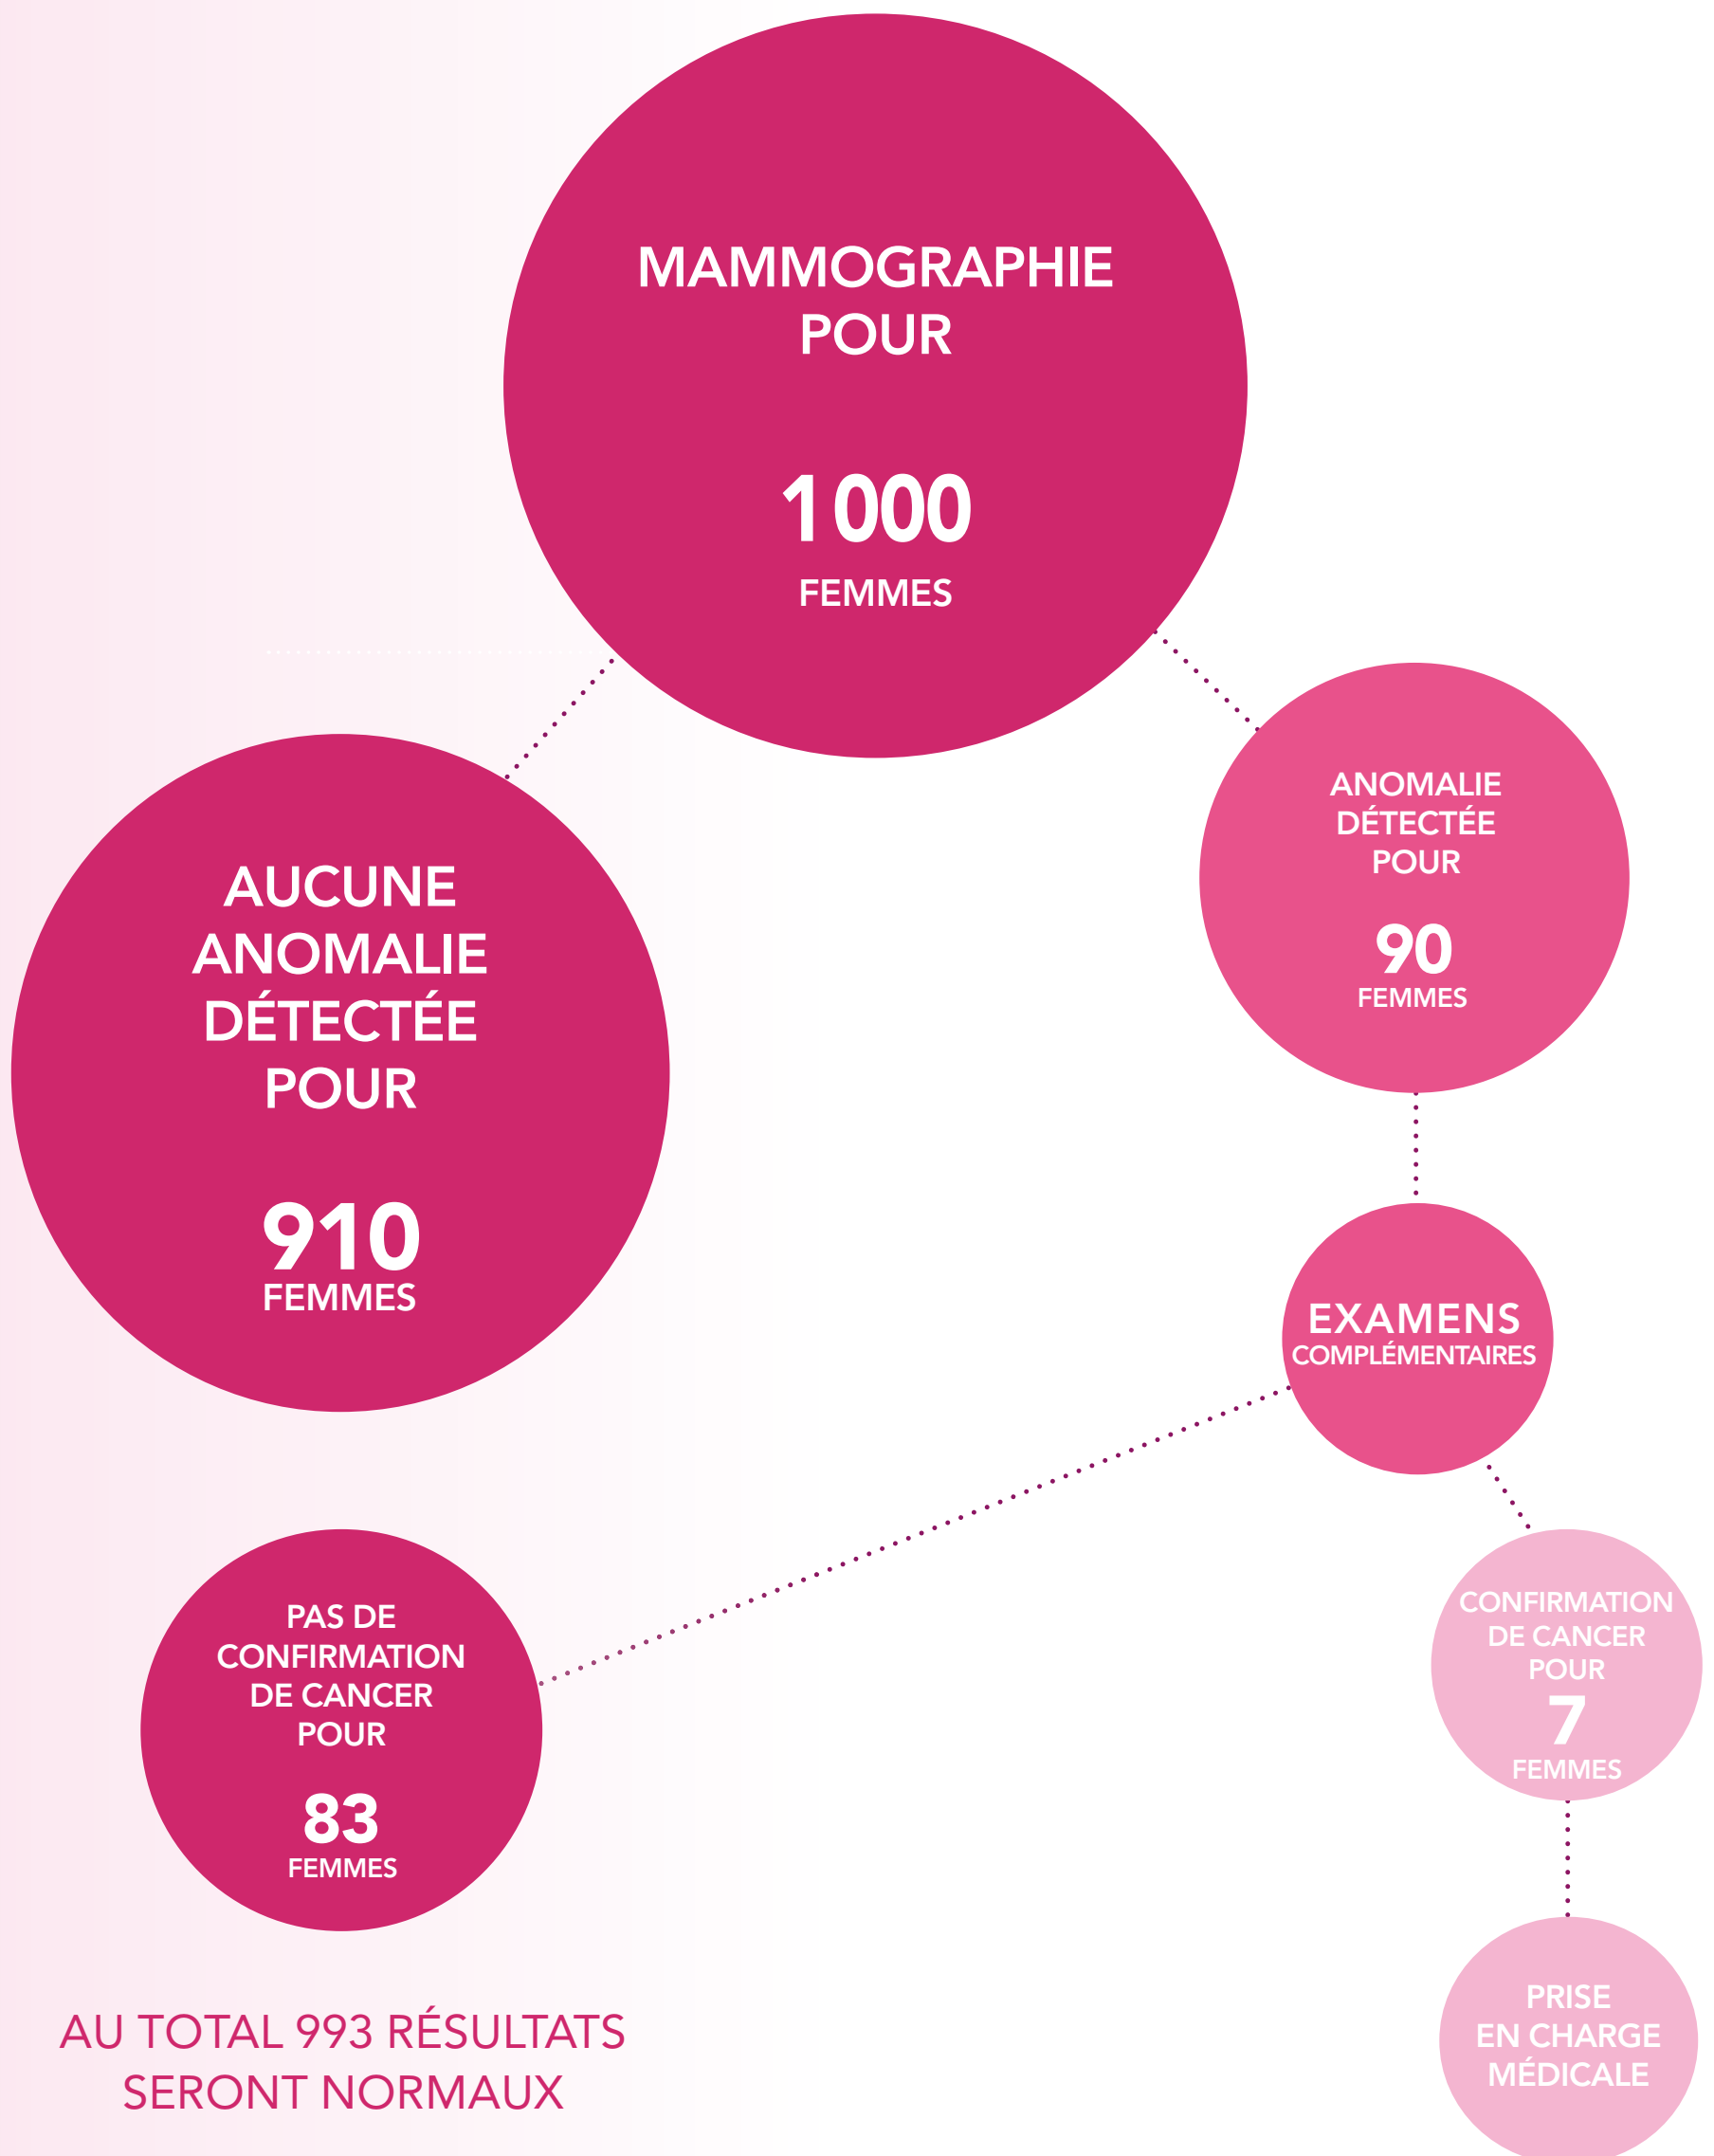 MAMMOGRAPHIE
POUR
1 000
FEMMES
ANOMALIE
DÉTECTÉE
POUR
90
FEMMES
AUCUNE
ANOMALIE
DÉTECTÉE
POUR
910
FEMMES
EXAMENS
COMPLÉMENTAIRES
PAS DE
CONFIRMATION
DE CANCER
POUR
83
FEMMES
CONFIRMATION
DE CANCER
POUR
7
FEMMES
PRISE
EN CHARGE
MÉDICALE
AU TOTAL 993 RÉSULTATS
SERONT NORMAUX